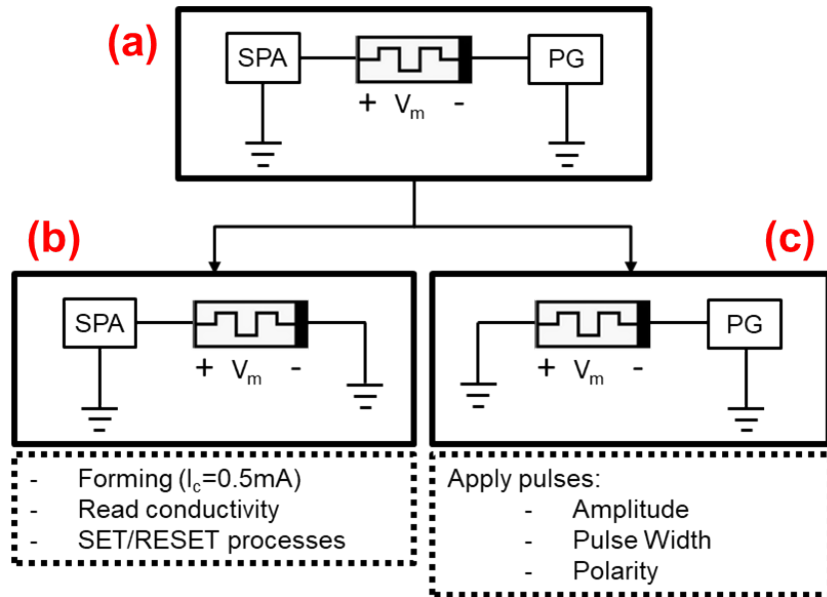 (a)
SPA
PG
+ Vm -
(b)
(c)
SPA
+ Vm -
PG
+ Vm -
- Forming (Ic=0.5mA)
- Read conductivity
- SET/RESET processes
Apply pulses:
- Amplitude
- Pulse Width
- Polarity